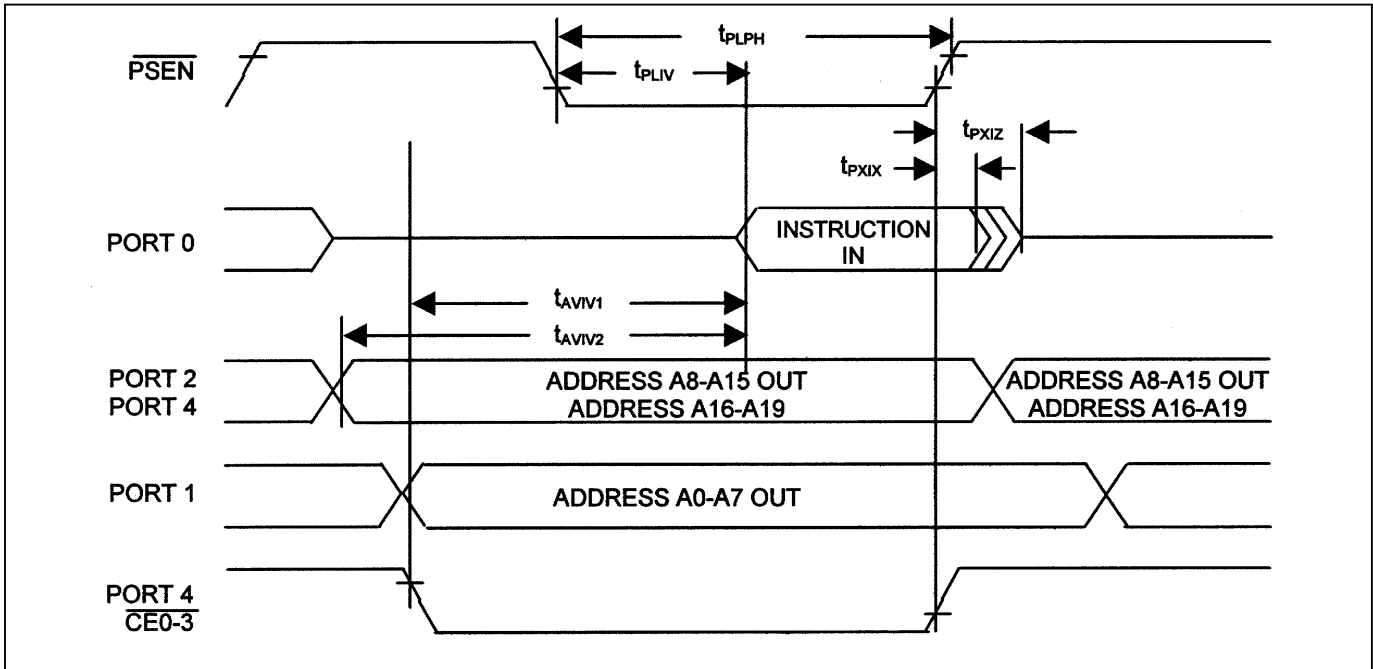 PSEN
tPLPH
tPLIV
tPXIZ
tPXIX
PORT 0
INSTRUCTION
IN
tAVIV1
tAVIV2
PORT 2
PORT 4
ADDRESS A8-A15 OUT
ADDRESS A16-A19
ADDRESS A8-A15 OUT
ADDRESS A16-A19
PORT 1
ADDRESS A0-A7 OUT
PORT 4
CE0-3